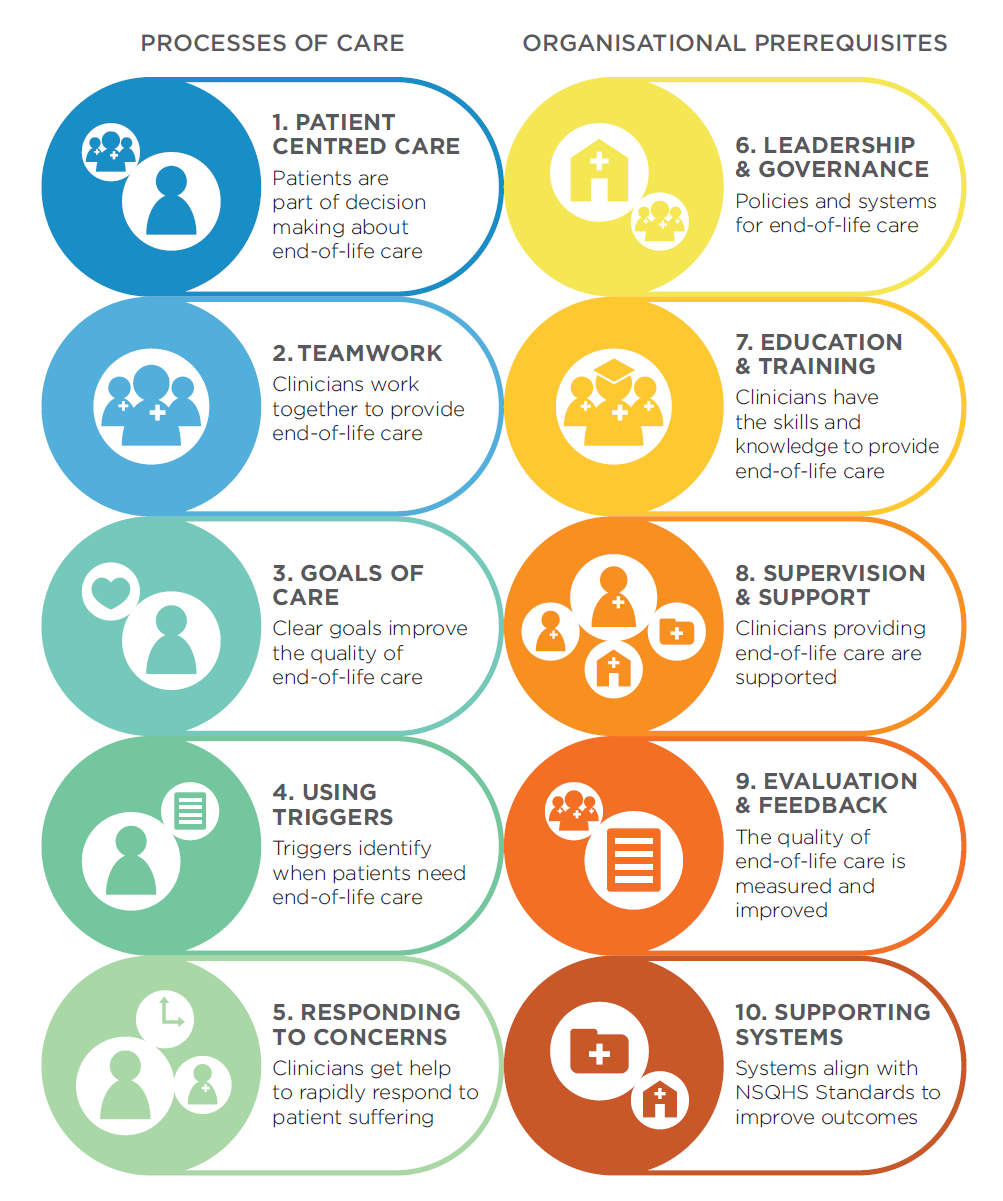 PROCESSES OF CARE
1. PATIENT
CENTRED CARE
Patients are
part of decision
making about
end-of-life care
2. TEAMWORK
Clinicians work
together to provide
end-of-life care
3. GOALS OF
CARE
Clear goals improve
the quality of
end-of-life care
4. USING
TRIGGERS
Triggers identify
when patients need
end-of-life care
5. RESPONDING
TO CONCERNS
Clinicians get help
to rapidly respond to
patient suffering
ORGANISATIONAL PREREQUISITES
6. LEADERSHIP
& GOVERNANCE
Policies and systems
for end-of-life care
7. EDUCATION
& TRAINING
Clinicians have
the skills and
knowledge to provide
end-of-life care
8. SUPERVISION
& SUPPORT
Clinicians providing
end-of-life care are
supported
9. EVALUATION
& FEEDBACK
The quality of
end-of-life care is
measured and
improved
10. SUPPORTING
SYSTEMS
Systems align with
NSQHS Standards to
improve outcomes